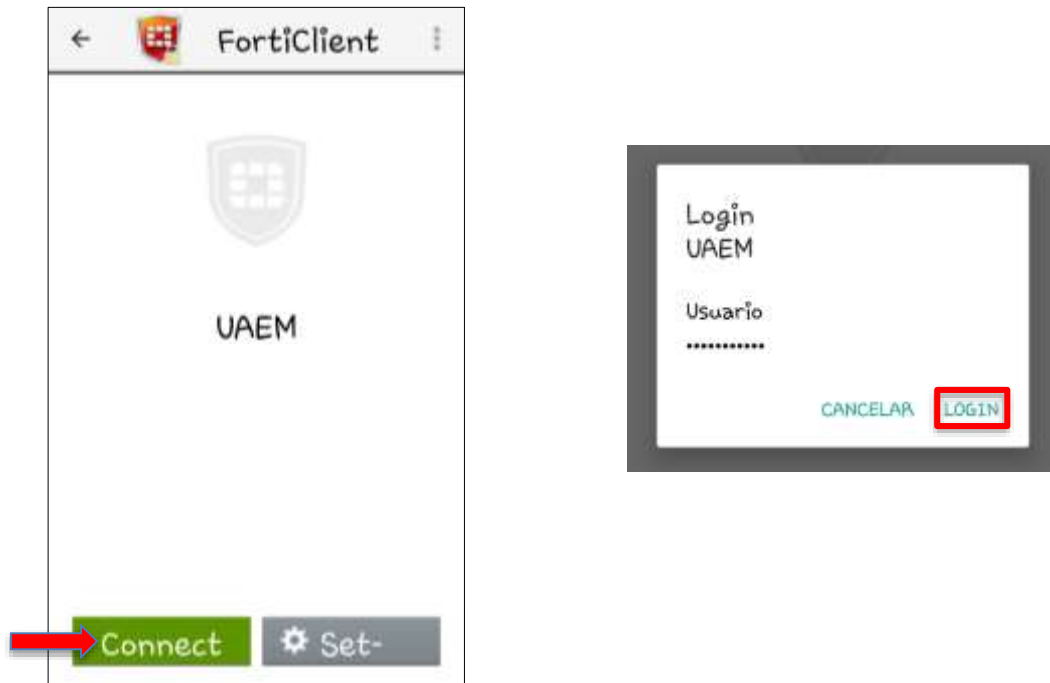 FortiClient
UAEM
Connect
Set-
Login
UAEM
Usuario
•••••••••••
CANCELAR
LOGIN